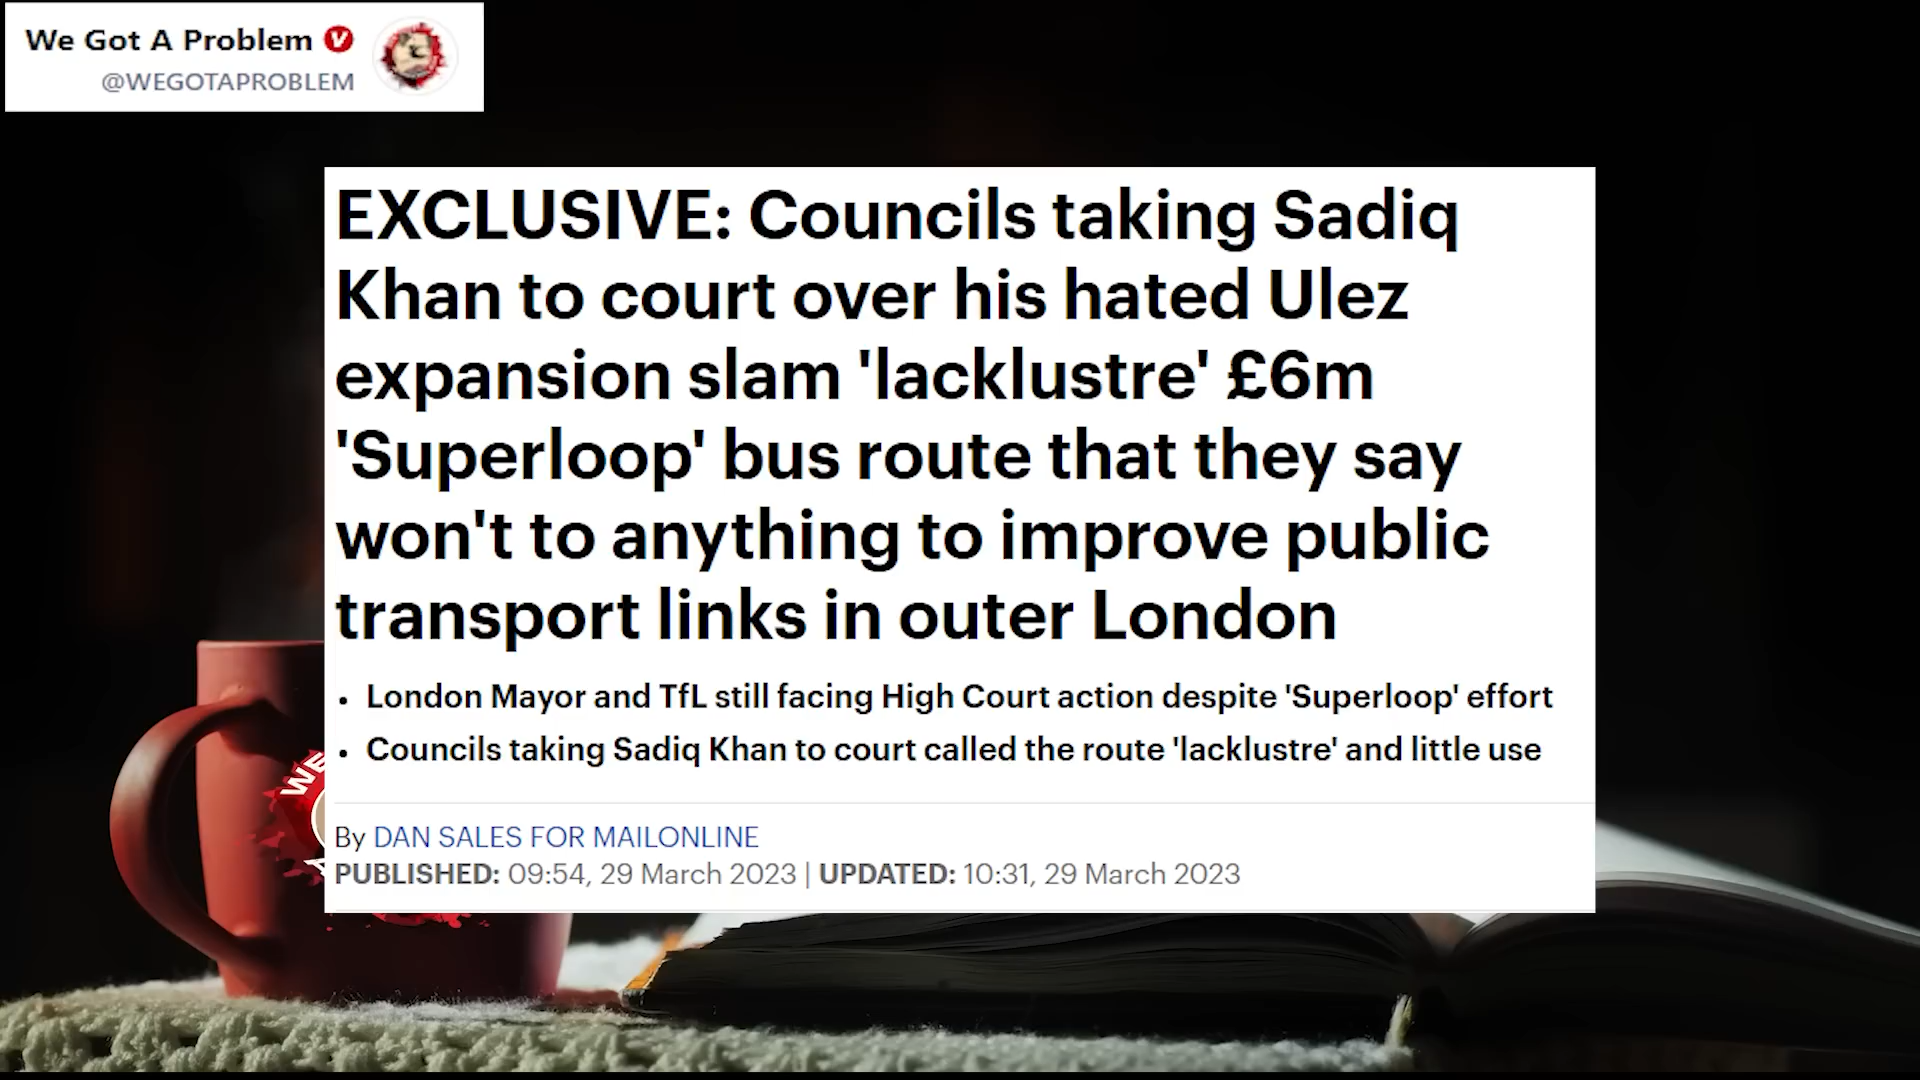 We Got A Problem
@WEGOTAPROBLEM
EXCLUSIVE: Councils taking Sadiq
Khan to court over his hated Ulez
expansion slam 'lacklustre' £6m
'Superloop' bus route that they say
won't to anything to improve public
transport links in outer London
• London Mayor and TfL still facing High Court action despite 'Superloop' effort
• Councils taking Sadiq Khan to court called the route 'lacklustre' and little use
By DAN SALES FOR MAILONLINE
PUBLISHED: 09:54, 29 March 2023 | UPDATED: 10:31, 29 March 2023
WE